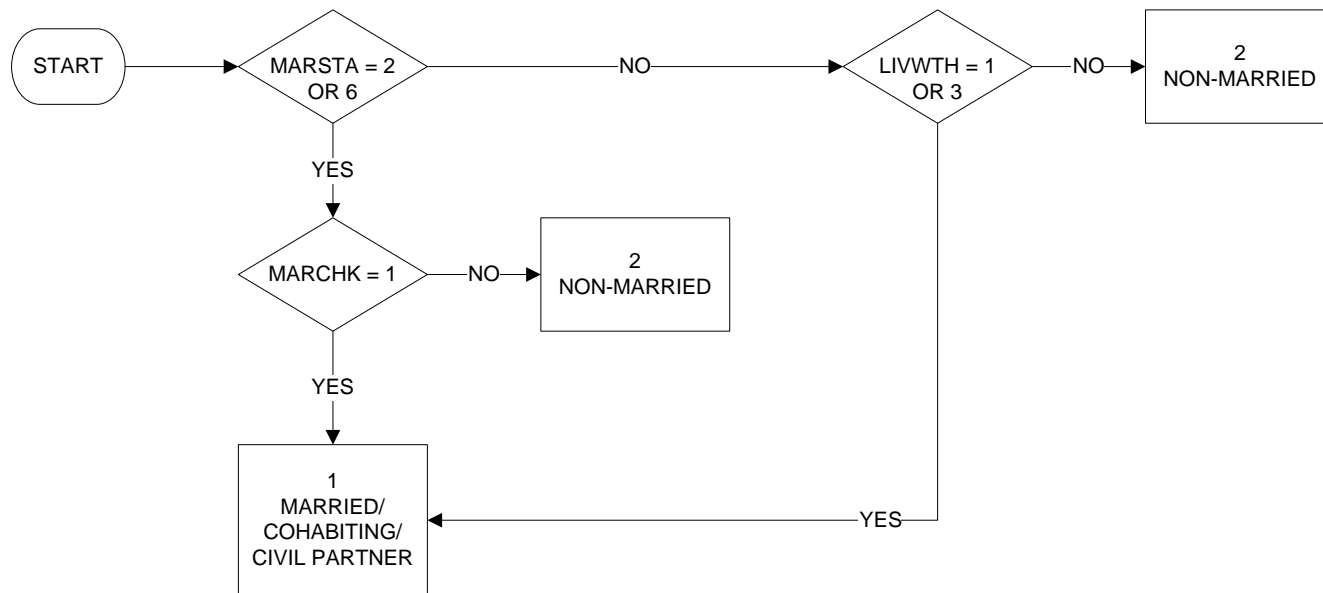 START
MARSTA = 2
OR 6
NO
LIVWTH = 1
OR 3
NO
2
NON-MARRIED
YES
MARCHK = 1
NO
2
NON-MARRIED
YES
1
MARRIED/
COHABITING/
CIVIL PARTNER
YES